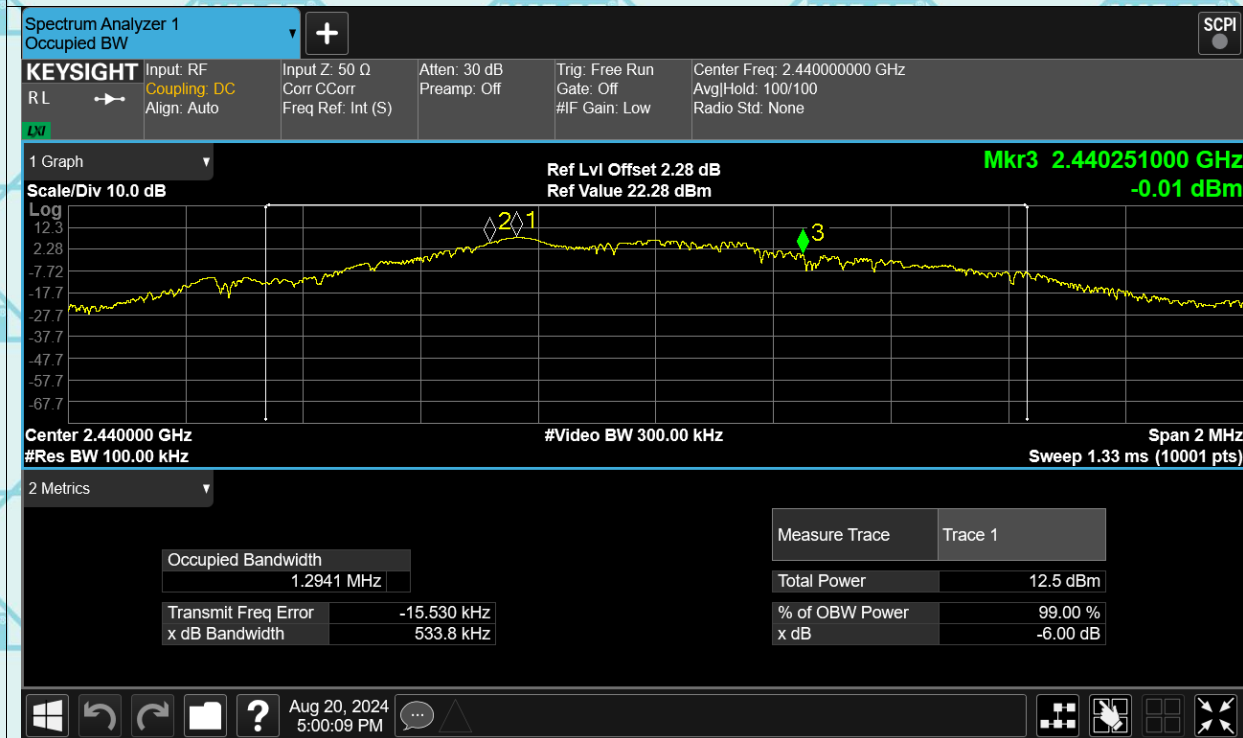 Spectrum Analyzer 1
Occupied BW
+
SCPI
KEYSIGHT
RL
LXI
Input: RF
Coupling: DC
Align: Auto
Input Z: 50 Ω
Corr CCorr
Freq Ref: Int (S)
Atten: 30 dB
Preamp: Off
Trig: Free Run
Gate: Off
#IF Gain: Low
Center Freq: 2.440000000 GHz
Avg|Hold: 100/100
Radio Std: None
1 Graph
Scale/Div 10.0 dB
Ref Lvl Offset 2.28 dB
Ref Value 22.28 dBm
Mkr3 2.440251000 GHz
-0.01 dBm
Log
12.3
2.28
-7.72
-17.7
-27.7
-37.7
-47.7
-57.7
-67.7
2 1
3
Center 2.440000 GHz
#Video BW 300.00 kHz
Span 2 MHz
#Res BW 100.00 kHz
Sweep 1.33 ms (10001 pts)
2 Metrics
Occupied Bandwidth
1.2941 MHz
Transmit Freq Error -15.530 kHz
x dB Bandwidth 533.8 kHz
Measure Trace Trace 1
Total Power 12.5 dBm
% of OBW Power 99.00 %
x dB -6.00 dB
?
Aug 20, 2024
5:00:09 PM